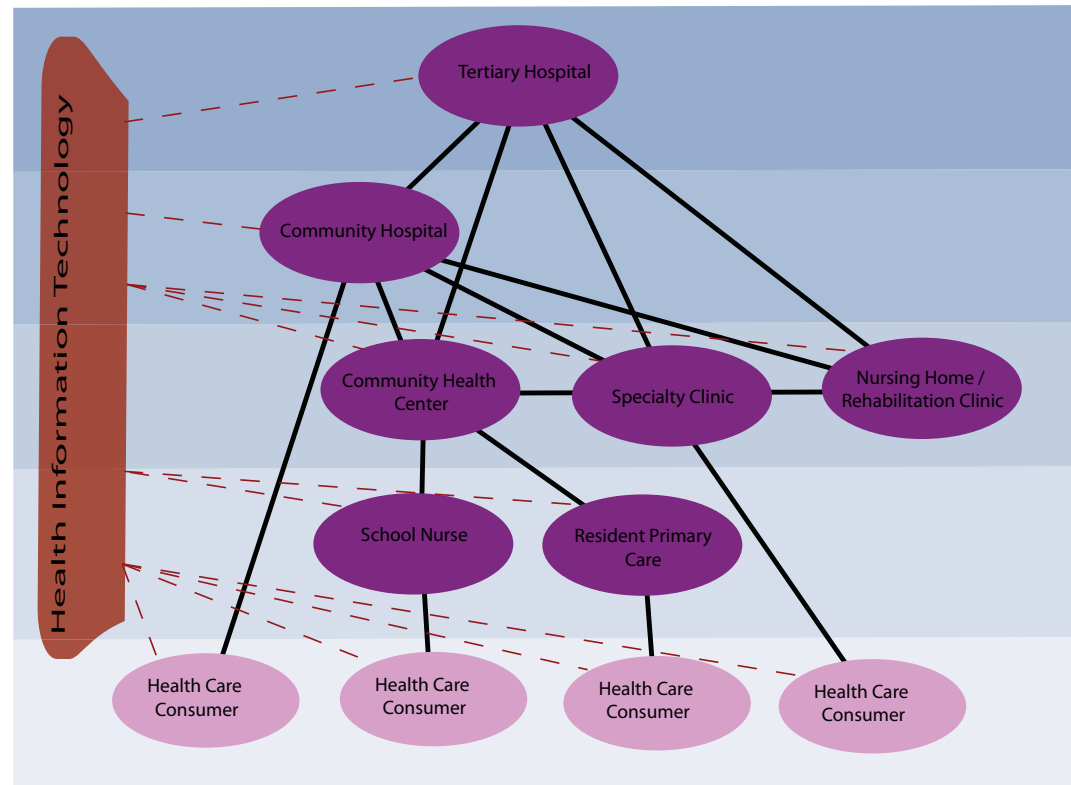 Health Information Technology
Tertiary Hospital
Community Hospital
Community Health
Center
Specialty Clinic
Nursing Home /
Rehabilitation Clinic
School Nurse
Resident Primary
Care
Health Care
Consumer
Health Care
Consumer
Health Care
Consumer
Health Care
Consumer